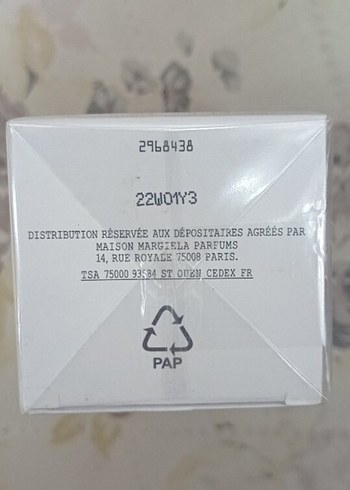 2968438
22W01Y3
DISTRIBUTION RÉSERVÉE AUX DÉPOSITAIRES AGRÉÉS PAR
MAISON MARGIELA PARFUMS
14, RUE ROYALE 75008 PARIS.
TSA 75000 93584 ST OUEN CEDEX FR
PAP